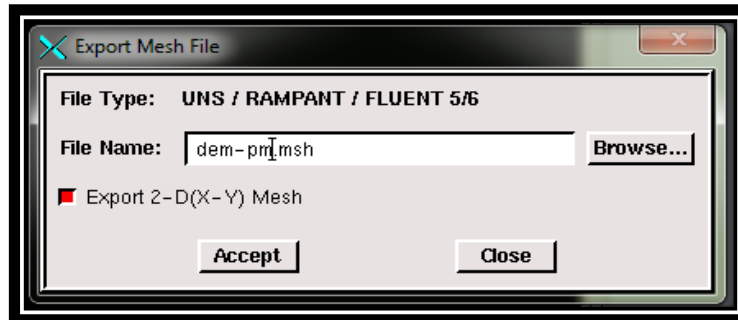 Export Mesh File
File Type: UNS / RAMPANT / FLUENT 5/6
File Name: dem-pm.msh Browse...
Export 2-D(X-Y) Mesh
Accept Close